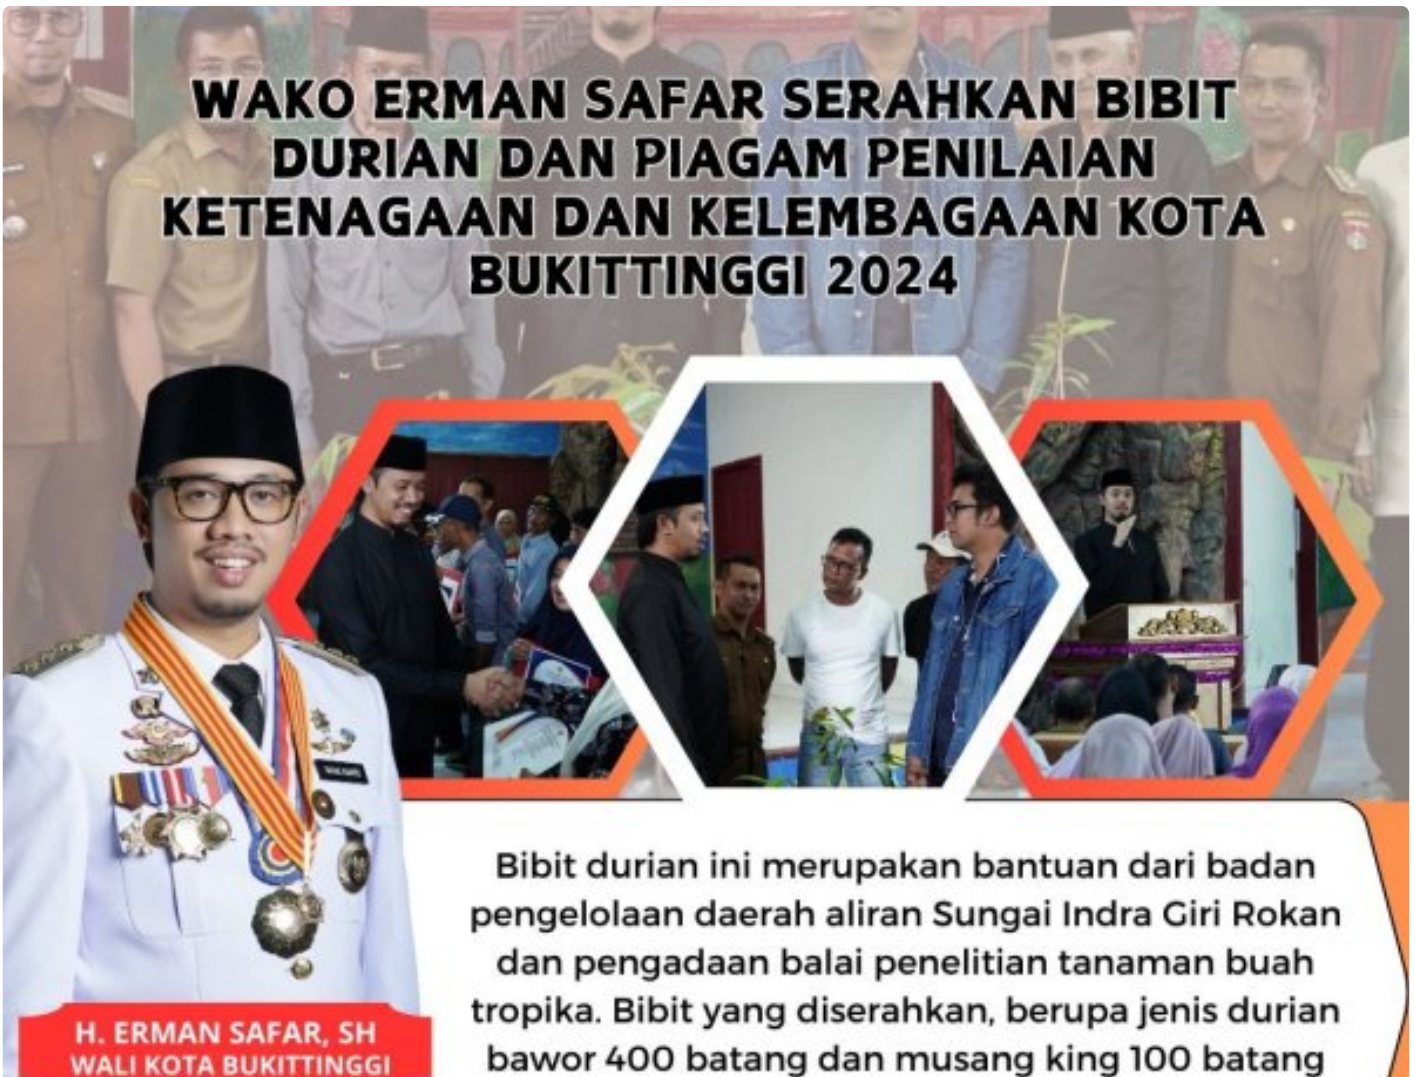 WAKO ERMAN SAFAR SERAHKAN BIBIT
DURIAN DAN PIAGAM PENILAIAN
KETENAGAAN DAN KELEMBAGAAN KOTA
BUKITTINGGI 2024
Bibit durian ini merupakan bantuan dari badan
pengelolaan daerah aliran Sungai Indra Giri Rokan
dan pengadaan balai penelitian tanaman buah
tropika. Bibit yang diserahkan, berupa jenis durian
bawor 400 batang dan musang king 100 batang
H. ERMAN SAFAR, SH
WALI KOTA BUKITTINGGI